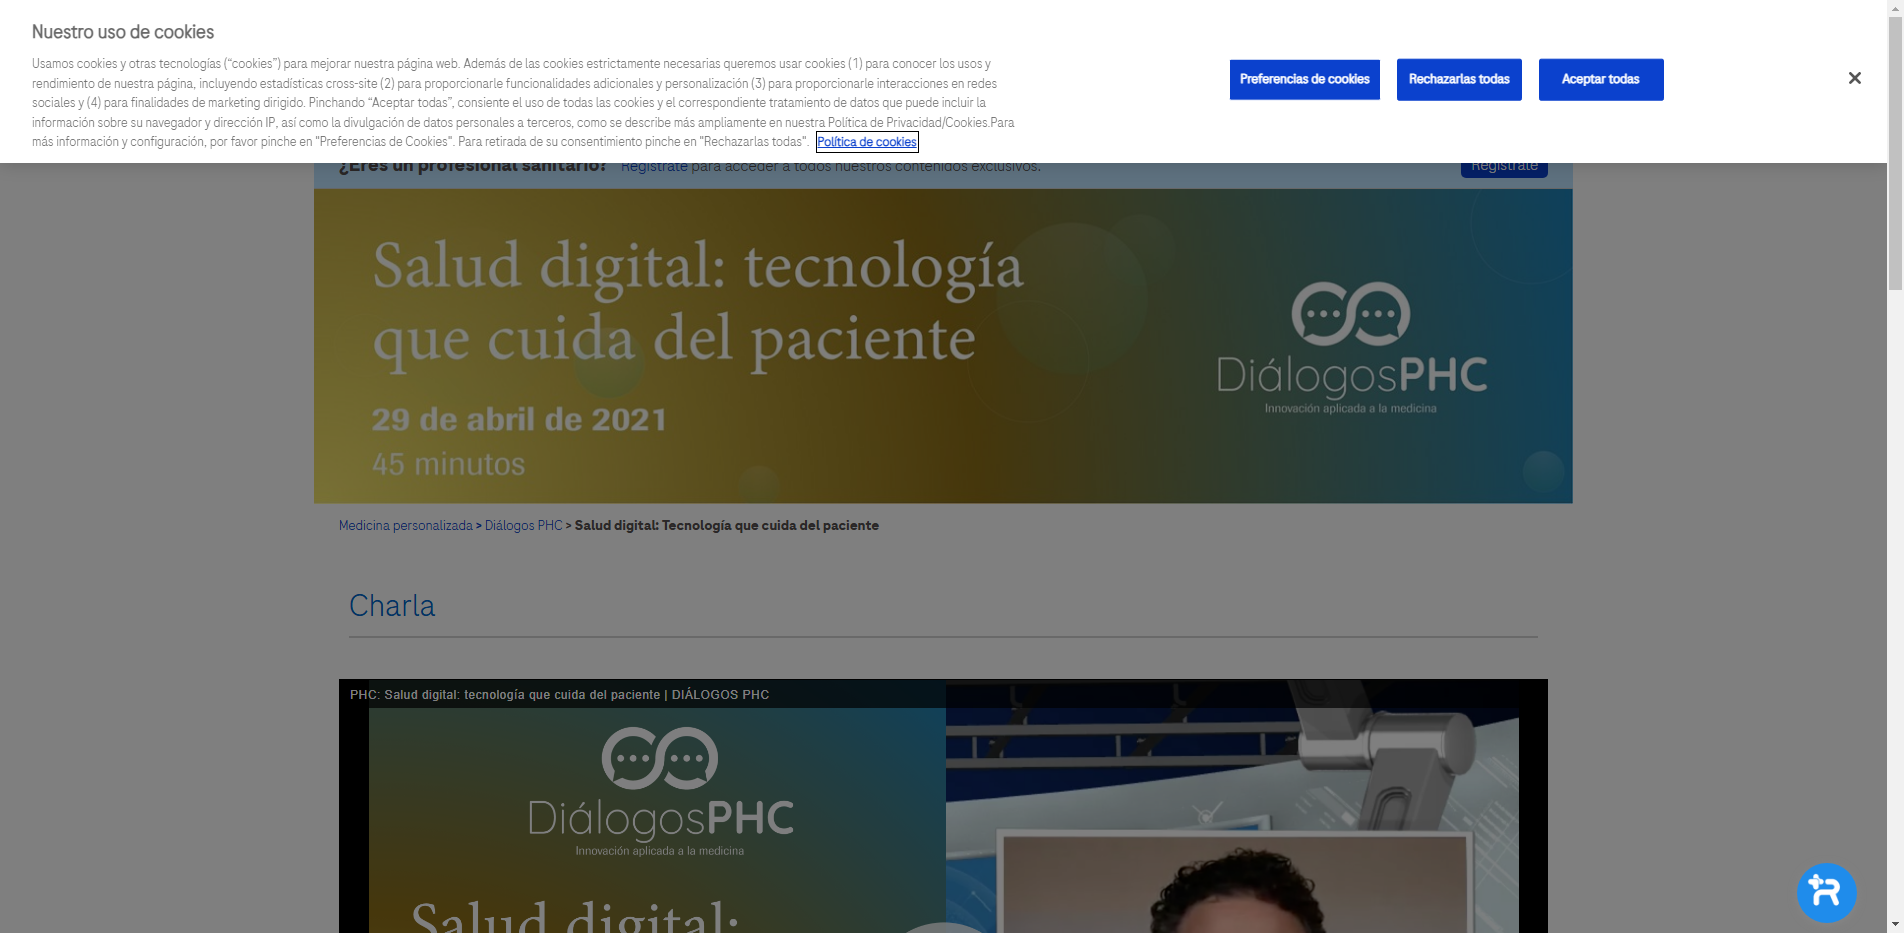 Nuestro uso de cookies
Usamos cookies y otras tecnologías (“cookies”) para mejorar nuestra página web. Además de las cookies estrictamente necesarias queremos usar cookies (1) para conocer los usos y
rendimiento de nuestra página, incluyendo estadísticas cross-site (2) para proporcionarle funcionalidades adicionales y personalización (3) para proporcionarle interacciones en redes
sociales y (4) para finalidades de marketing dirigido. Pinchando “Aceptar todas”, consiente el uso de todas las cookies y el correspondiente tratamiento de datos que puede incluir la
información sobre su navegador y dirección IP, así como la divulgación de datos personales a terceros, como se describe más ampliamente en nuestra Política de Privacidad/Cookies.Para
más información y configuración, por favor pinche en "Preferencias de Cookies". Para retirada de su consentimiento pinche en "Rechazarlas todas". Política de cookies
Preferencias de cookies
Rechazarlas todas
Aceptar todas
¿Eres un profesional sanitario? Regístrate para acceder a todos nuestros contenidos exclusivos.
Regístrate
Salud digital: tecnología
que cuida del paciente
29 de abril de 2021
45 minutos
DiálogosPHC
Innovación aplicada a la medicina
Medicina personalizada > Diálogos PHC > Salud digital: Tecnología que cuida del paciente
Charla
PHC: Salud digital: tecnología que cuida del paciente | DIÁLOGOS PHC
DiálogosPHC
Innovación aplicada a la medicina
Salud digital: